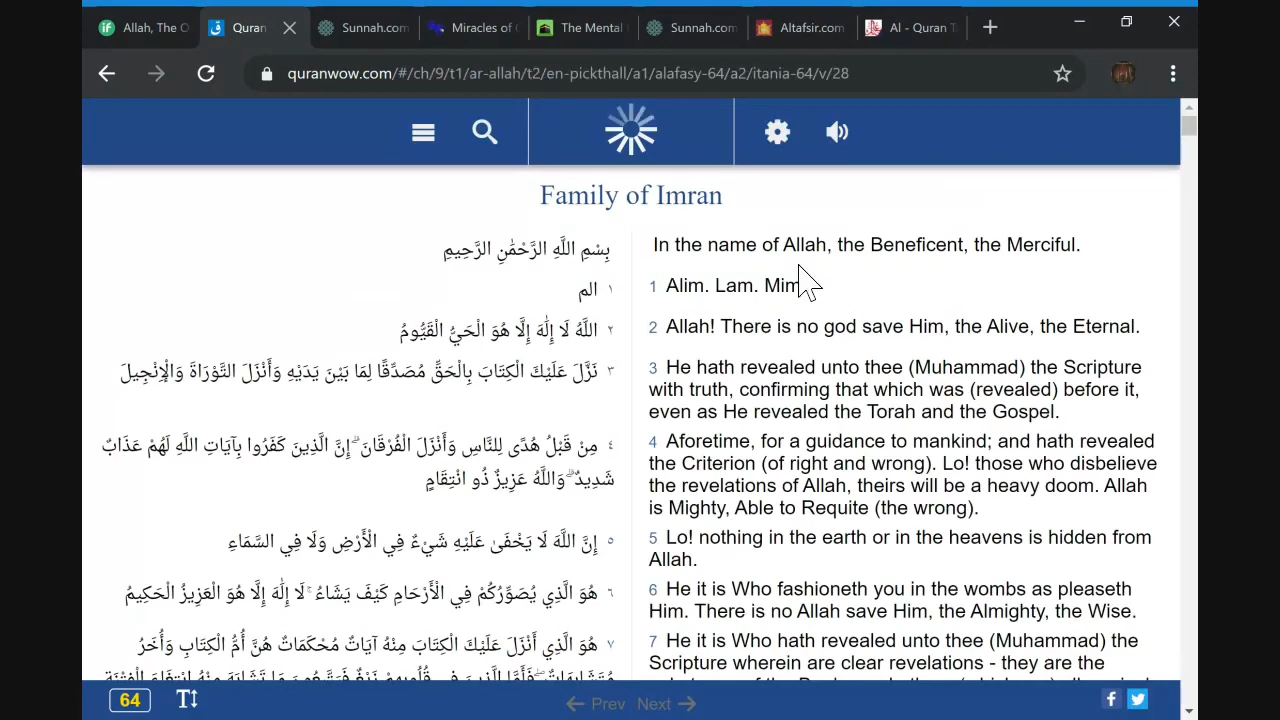 Allah, The O
Quran
Sunnah.com
Miracles of
The Mental
Sunnah.com
Altafsir.com
Al - Quran T
quranwow.com/#/ch/9/t1/ar-allah/t2/en-pickthall/a1/alafasy-64/a2/itania-64/v/28
Family of Imran
بِسْمِ اللَّهِ الرَّحْمَٰنِ الرَّحِيمِ
In the name of Allah, the Beneficent, the Merciful.
١ الم
1 Alim. Lam. Mim
٢ اللَّهُ لَا إِلَٰهَ إِلَّا هُوَ الْحَيُّ الْقَيُّومُ
2 Allah! There is no god save Him, the Alive, the Eternal.
٣ نَزَّلَ عَلَيْكَ الْكِتَابَ بِالْحَقِّ مُصَدِّقًا لِمَا بَيْنَ يَدَيْهِ وَأَنْزَلَ التَّوْرَاةَ وَالْإِنْجِيلَ
3 He hath revealed unto thee (Muhammad) the Scripture
with truth, confirming that which was (revealed) before it,
even as He revealed the Torah and the Gospel.
٤ مِنْ قَبْلُ هُدًى لِلنَّاسِ وَأَنْزَلَ الْفُرْقَانَ ۗ إِنَّ الَّذِينَ كَفَرُوا بِآيَاتِ اللَّهِ لَهُمْ عَذَابٌ
شَدِيدٌ ۗ وَاللَّهُ عَزِيزٌ ذُو انْتِقَامٍ
4 Aforetime, for a guidance to mankind; and hath revealed
the Criterion (of right and wrong). Lo! those who disbelieve
the revelations of Allah, theirs will be a heavy doom. Allah
is Mighty, Able to Requite (the wrong).
٥ إِنَّ اللَّهَ لَا يَخْفَىٰ عَلَيْهِ شَيْءٌ فِي الْأَرْضِ وَلَا فِي السَّمَاءِ
5 Lo! nothing in the earth or in the heavens is hidden from
Allah.
٦ هُوَ الَّذِي يُصَوِّرُكُمْ فِي الْأَرْحَامِ كَيْفَ يَشَاءُ ۚ لَا إِلَٰهَ إِلَّا هُوَ الْعَزِيزُ الْحَكِيمُ
6 He it is Who fashioneth you in the wombs as pleaseth
Him. There is no Allah save Him, the Almighty, the Wise.
٧ هُوَ الَّذِي أَنْزَلَ عَلَيْكَ الْكِتَابَ مِنْهُ آيَاتٌ مُحْكَمَاتٌ هُنَّ أُمُّ الْكِتَابِ وَأُخَرُ
7 He it is Who hath revealed unto thee (Muhammad) the
Scripture wherein are clear revelations - they are the
64
Prev
Next